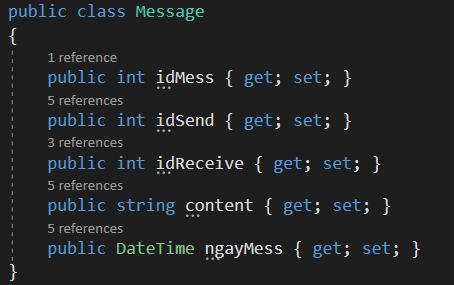 public class Message
{
1 reference
public int idMess { get; set; }
5 references
public int idSend { get; set; }
3 references
public int idReceive { get; set; }
5 references
public string content { get; set; }
5 references
public DateTime ngayMess { get; set; }
}